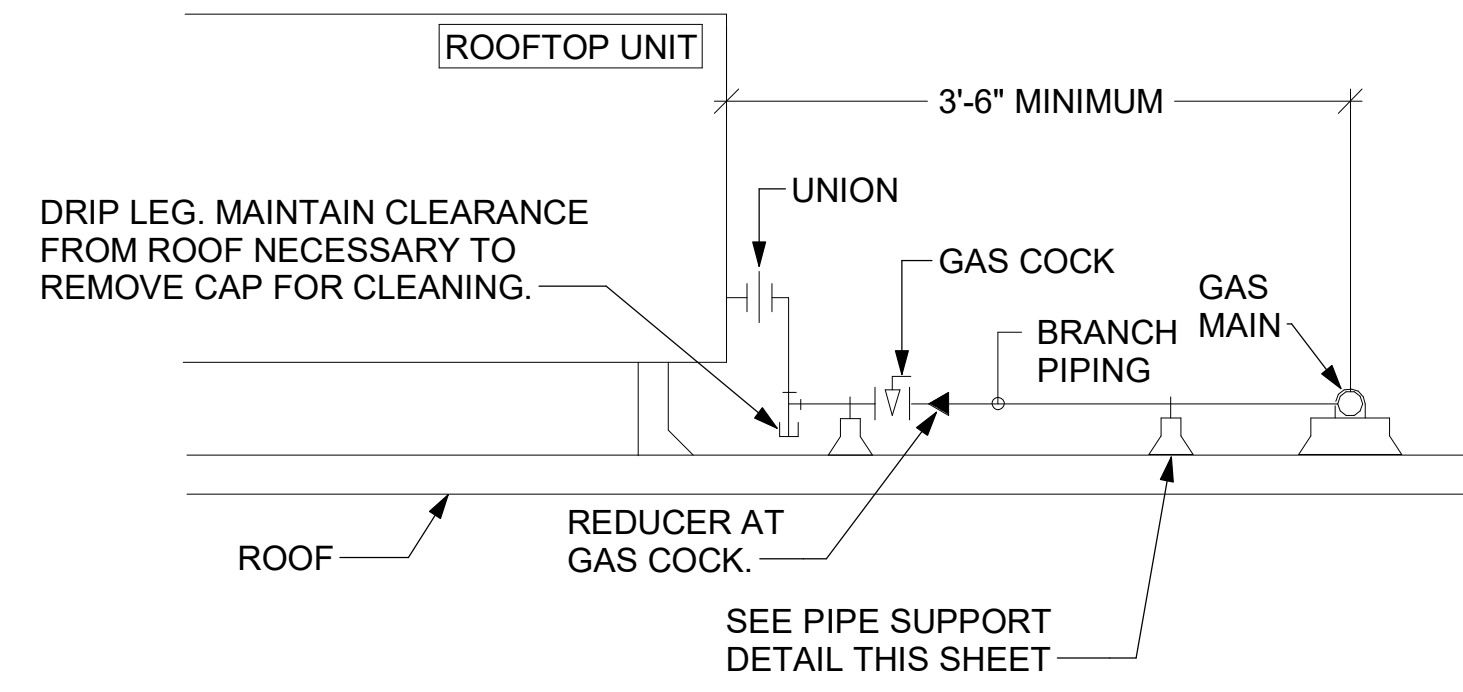 ROOFTOP UNIT
3'-6" MINIMUM
UNION
DRIP LEG. MAINTAIN CLEARANCE
FROM ROOF NECESSARY TO
REMOVE CAP FOR CLEANING.
GAS COCK
GAS
MAIN
BRANCH
PIPING
REDUCER AT
GAS COCK.
ROOF
SEE PIPE SUPPORT
DETAIL THIS SHEET